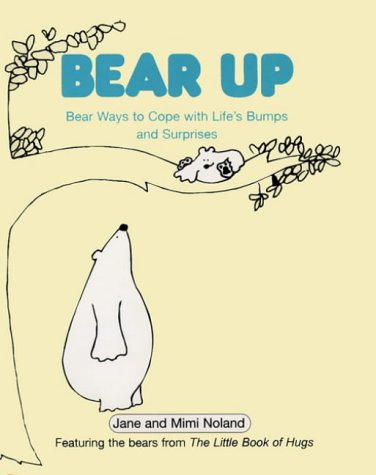 BEAR UP
Bear Ways to Cope with Life's Bumps
and Surprises
Jane and Mimi Noland
Featuring the bears from The Little Book of Hugs